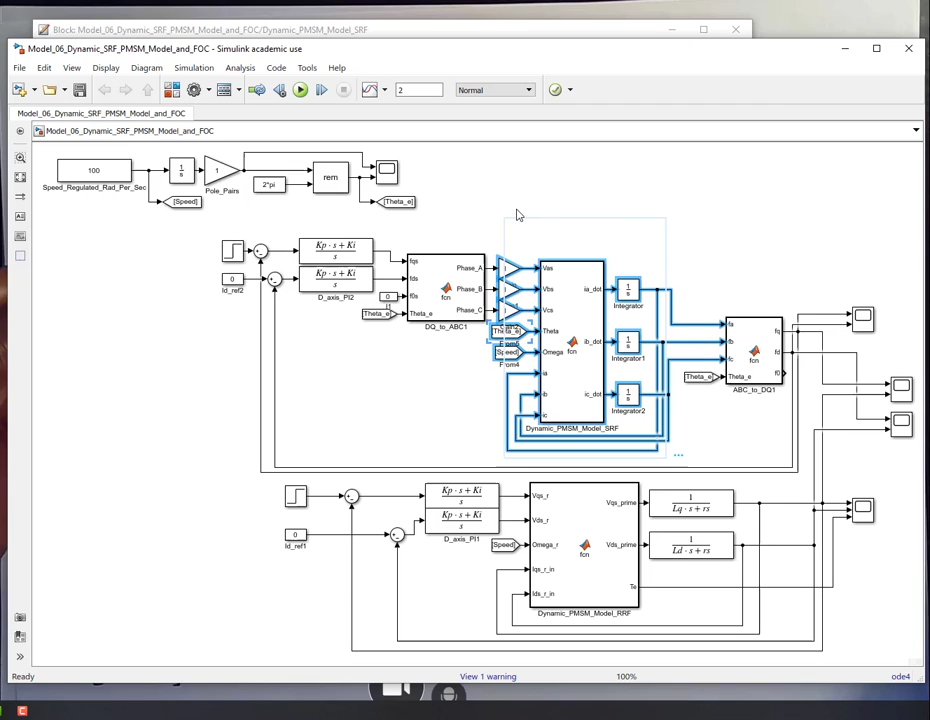 Block: Model_06_Dynamic_SRF_PMSM_Model_and_FOC/Dynamic_PMSM_Model_SRF
Model_06_Dynamic_SRF_PMSM_Model_and_FOC - Simulink academic use
File Edit View Display Diagram Simulation Analysis Code Tools Help
2 Normal
Model_06_Dynamic_SRF_PMSM_Model_and_FOC
Model_06_Dynamic_SRF_PMSM_Model_and_FOC
100
Speed_Regulated_Rad_Per_Sec
1
s
1
Pole_Pairs
2*pi
rem
[Speed]
[Theta_e]
Kp · s + Ki
s
Kp · s + Ki
s
D_axis_PI2
0
Id_ref2
0
Theta_e]
fqs
fds
f0s
Theta_e
fcn
Phase_A
Phase_B
Phase_C
DQ_to_ABC1
[Theta_e]
[Speed]
From4
Vas
Vbs
Vcs
Theta
Omega
ia
ib
ic
fcn
ia_dot
ib_dot
ic_dot
Dynamic_PMSM_Model_SRF
1
s
Integrator
1
s
Integrator1
1
s
Integrator2
fa
fb
fc
Theta_e
fcn
fq
fd
f0
ABC_to_DQ1
[Theta_e]
Kp · s + Ki
s
Kp · s + Ki
s
D_axis_PI1
0
Id_ref1
[Speed]
Vqs_r
Vds_r
Omega_r
Iqs_r_in
Ids_r_in
fcn
Vqs_prime
Vds_prime
Te
Dynamic_PMSM_Model_RRF
1
Lq · s + rs
1
Ld · s + rs
Ready View 1 warning 100% ode4